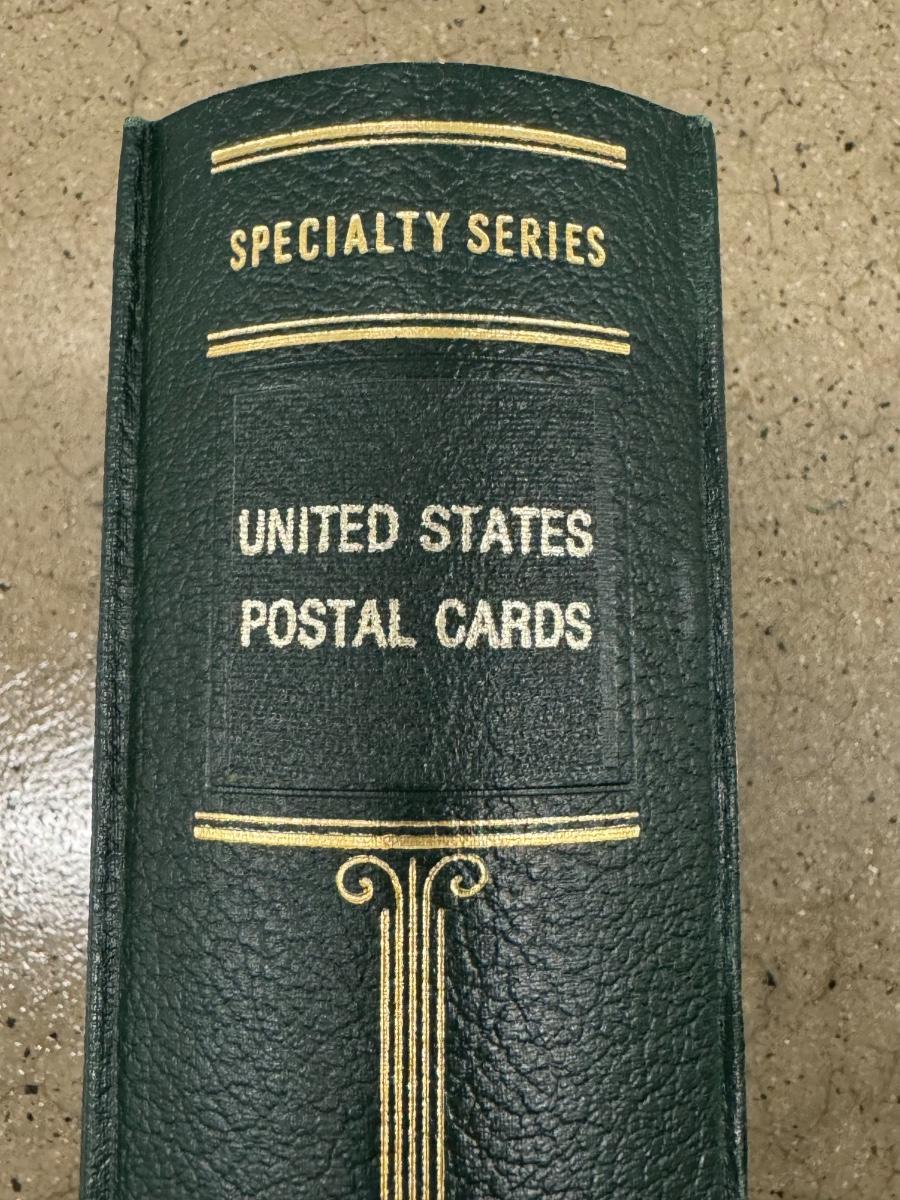 SPECIALTY SERIES
UNITED STATES
POSTAL CARDS